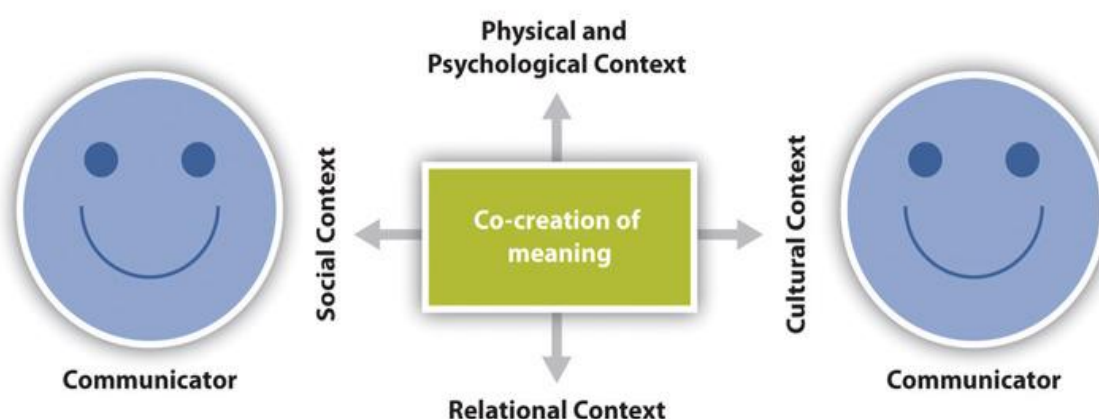 Physical and
Psychological Context
Social Context
Co-creation of
meaning
Cultural Context
Communicator
Communicator
Relational Context